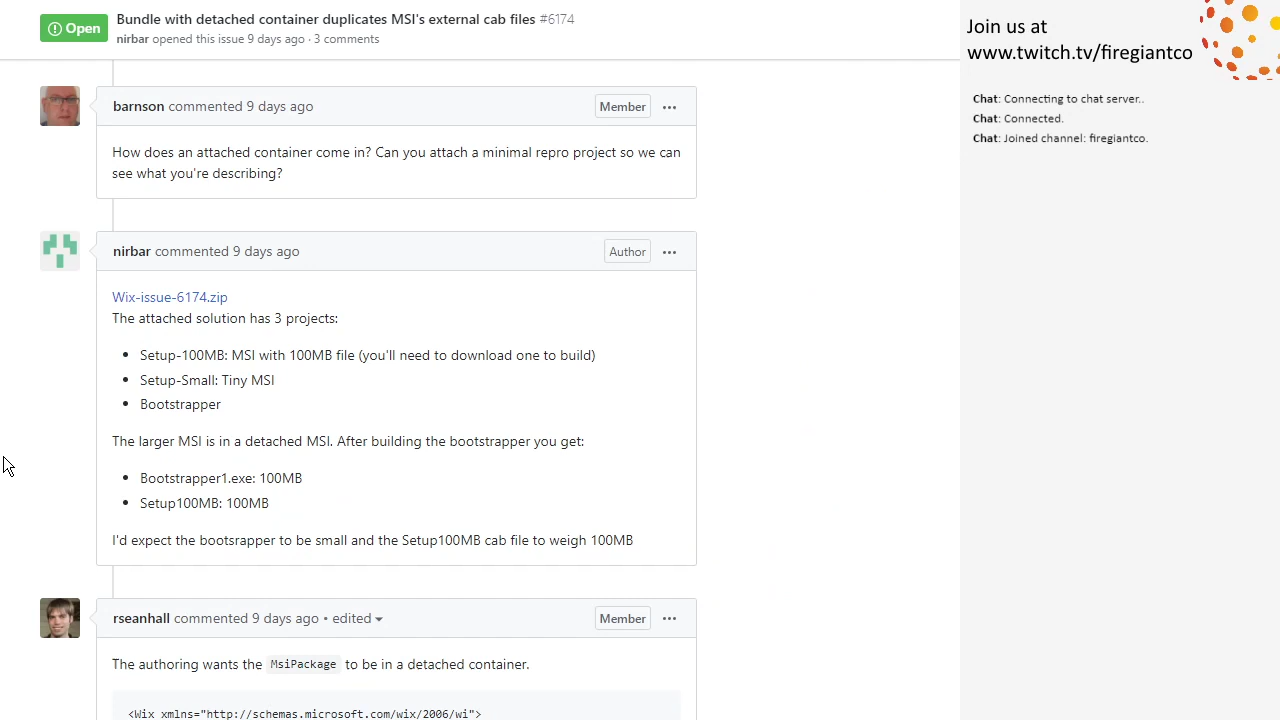 Open
Bundle with detached container duplicates MSI's external cab files #6174
nirbar opened this issue 9 days ago · 3 comments
barnson commented 9 days ago
Member
How does an attached container come in? Can you attach a minimal repro project so we can
see what you're describing?
nirbar commented 9 days ago
Author
Wix-issue-6174.zip
The attached solution has 3 projects:
Setup-100MB: MSI with 100MB file (you'll need to download one to build)
Setup-Small: Tiny MSI
Bootstrapper
The larger MSI is in a detached MSI. After building the bootstrapper you get:
Bootstrapper1.exe: 100MB
Setup100MB: 100MB
I'd expect the bootsrapper to be small and the Setup100MB cab file to weigh 100MB
rseanhall commented 9 days ago • edited
Member
The authoring wants the MsiPackage to be in a detached container.
<Wix xmlns="http://schemas.microsoft.com/wix/2006/wi">
Join us at
www.twitch.tv/firegiantco
Chat: Connecting to chat server..
Chat: Connected.
Chat: Joined channel: firegiantco.